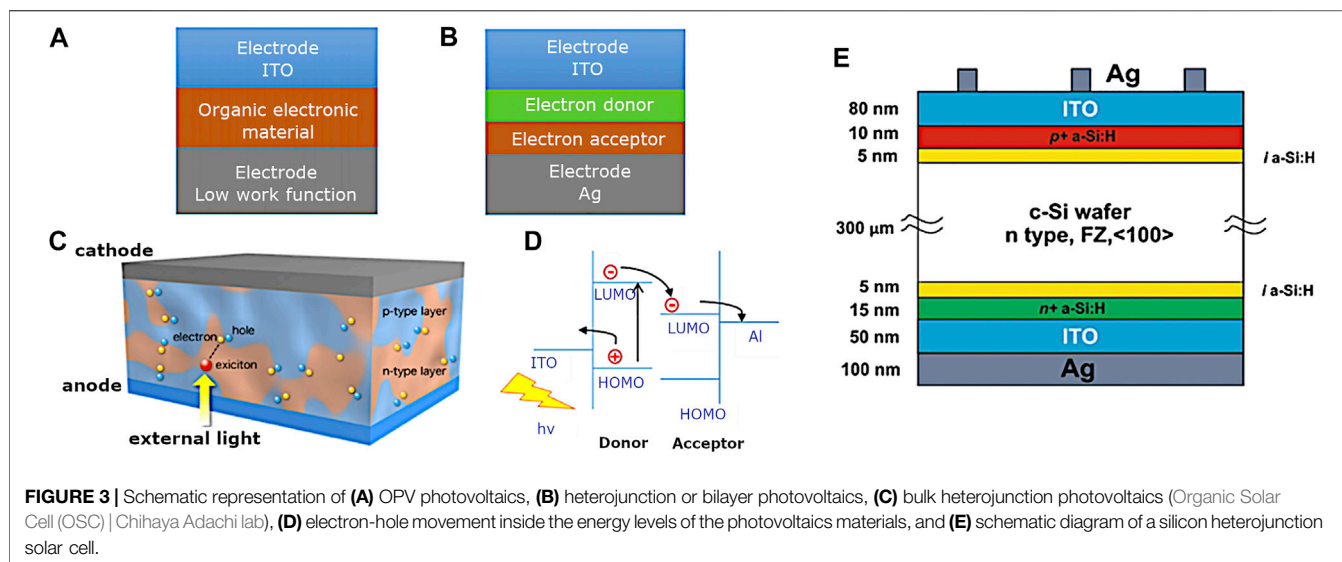 A
Electrode
ITO
Organic electronic
material
Electrode
Low work function
B
Electrode
ITO
Electron donor
Electron acceptor
Electrode
Ag
C
cathode
electron
hole
exiciton
p-type layer
n-type layer
anode
external light
D
LUMO
LUMO
Al
ITO
HOMO
HOMO
hv
Donor
Acceptor
E
Ag
80 nm
ITO
10 nm
p+ a-Si:H
5 nm
i a-Si:H
300 µm
c-Si wafer
n type, FZ,<100>
5 nm
i a-Si:H
15 nm
n+ a-Si:H
50 nm
ITO
100 nm
Ag
FIGURE 3 | Schematic representation of (A) OPV photovoltaics, (B) heterojunction or bilayer photovoltaics, (C) bulk heterojunction photovoltaics (Organic Solar
Cell (OSC) | Chihaya Adachi lab), (D) electron-hole movement inside the energy levels of the photovoltaics materials, and (E) schematic diagram of a silicon heterojunction
solar cell.